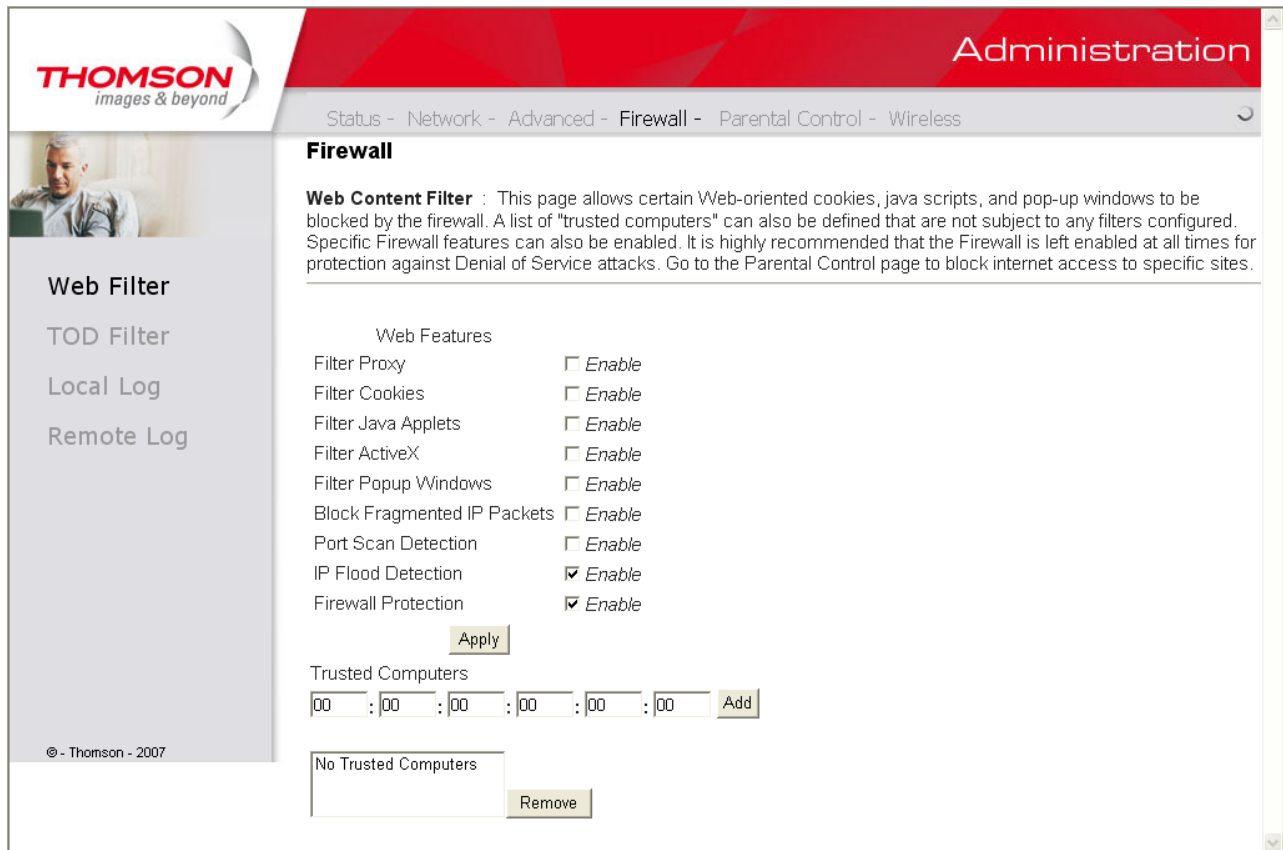 THOMSON
images & beyond
Administration
Status - Network - Advanced - Firewall - Parental Control - Wireless
Firewall
Web Content Filter : This page allows certain Web-oriented cookies, java scripts, and pop-up windows to be
blocked by the firewall. A list of "trusted computers" can also be defined that are not subject to any filters configured.
Specific Firewall features can also be enabled. It is highly recommended that the Firewall is left enabled at all times for
protection against Denial of Service attacks. Go to the Parental Control page to block internet access to specific sites.
Web Filter
TOD Filter
Local Log
Remote Log
Web Features
Filter Proxy Enable
Filter Cookies Enable
Filter Java Applets Enable
Filter ActiveX Enable
Filter Popup Windows Enable
Block Fragmented IP Packets Enable
Port Scan Detection Enable
IP Flood Detection Enable
Firewall Protection Enable
Apply
Trusted Computers
00 : 00 : 00 : 00 : 00 : 00 Add
No Trusted Computers
Remove
© - Thomson - 2007